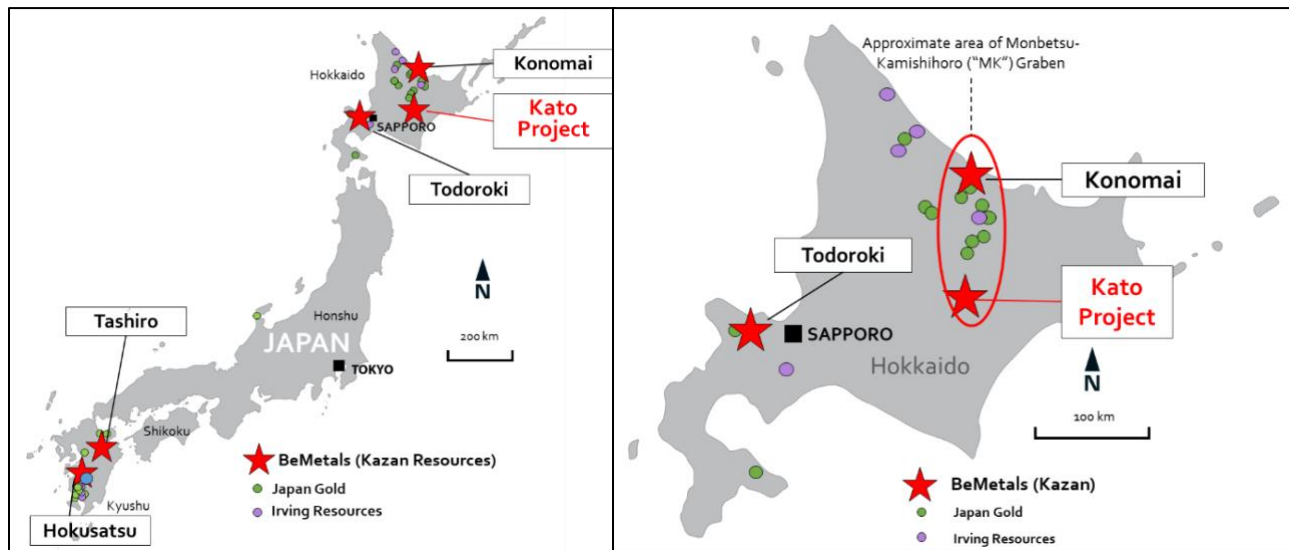 Hokkaido
Konomai
SAPPORO
Kato
Project
Todoroki
N
200 km
Tashiro
Honshu
JAPAN
TOKYO
Shikoku
BeMetals (Kazan Resources)
Japan Gold
Irving Resources
Kyushu
Hokusatsu
Approximate area of Monbetsu-
Kamishihoro ("MK") Graben
Konomai
Todoroki
Kato
Project
SAPPORO
Hokkaido
N
100 km
BeMetals (Kazan)
Japan Gold
Irving Resources